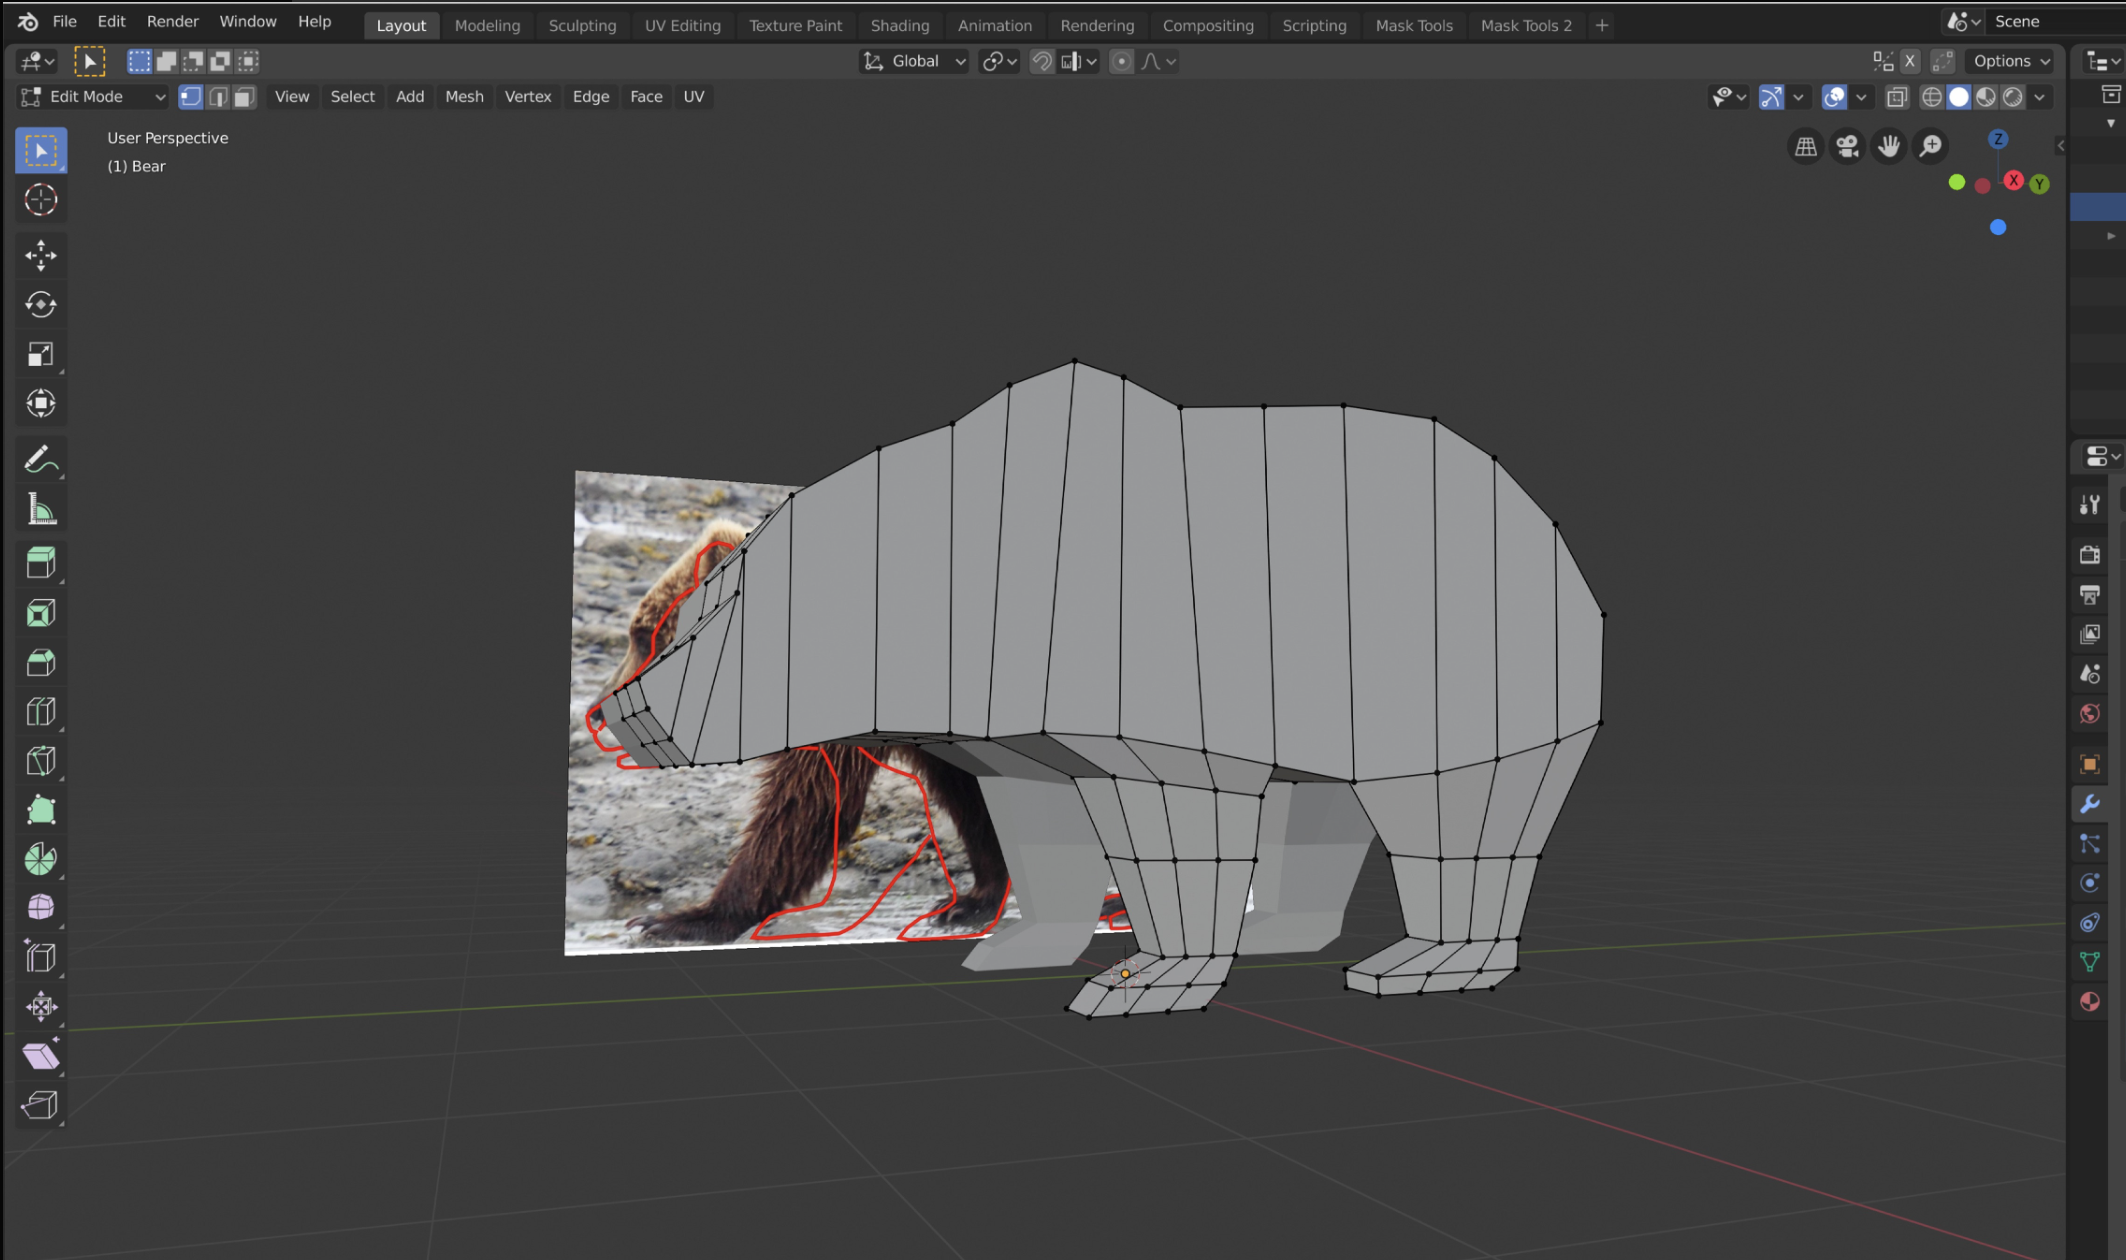 File Edit Render Window Help Layout Modeling Sculpting UV Editing Texture Paint Shading Animation Rendering Compositing Scripting Mask Tools Mask Tools 2 + Scene
Global X Options
Edit Mode View Select Add Mesh Vertex Edge Face UV
User Perspective
(1) Bear
Z
X Y